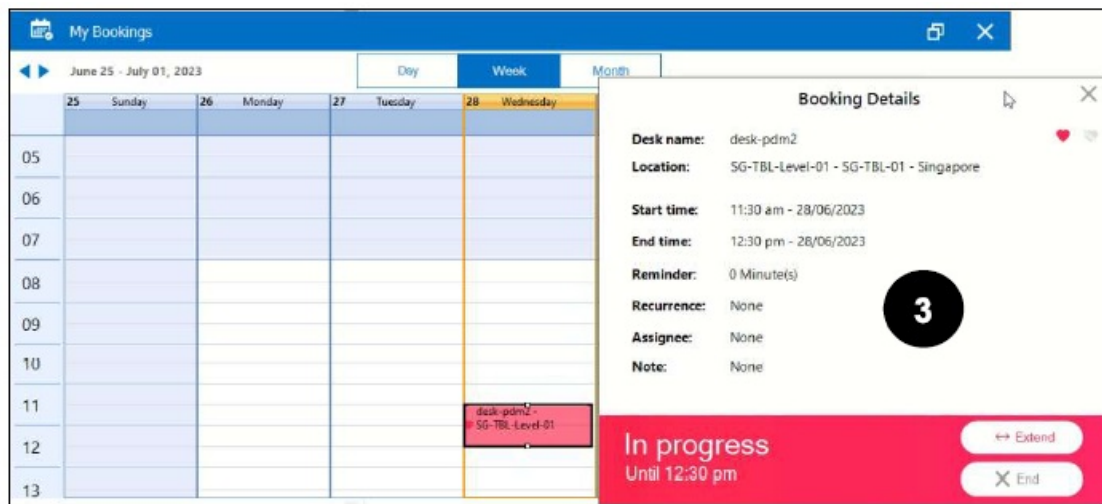 My Bookings
June 25 - July 01, 2023
Day Week Month
25 Sunday 26 Monday 27 Tuesday 28 Wednesday
05
06
07
08
09
10
11
12
13
desk-pdm2 -
SG-TBL-Level-01
Booking Details
Desk name: desk-pdm2
Location: SG-TBL-Level-01 - SG-TBL-01 - Singapore
Start time: 11:30 am - 28/06/2023
End time: 12:30 pm - 28/06/2023
Reminder: 0 Minute(s)
Recurrence: None
Assignee: None
Note: None
3
In progress
Until 12:30 pm
Extend
End